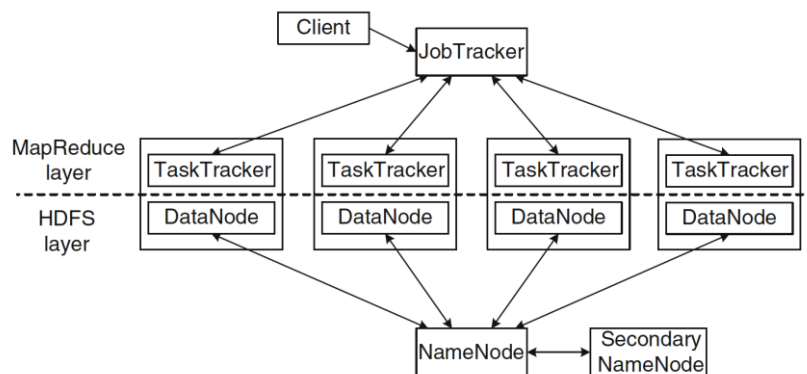 Client
JobTracker
MapReduce
layer
TaskTracker
TaskTracker
TaskTracker
TaskTracker
HDFS
layer
DataNode
DataNode
DataNode
DataNode
NameNode
Secondary
NameNode